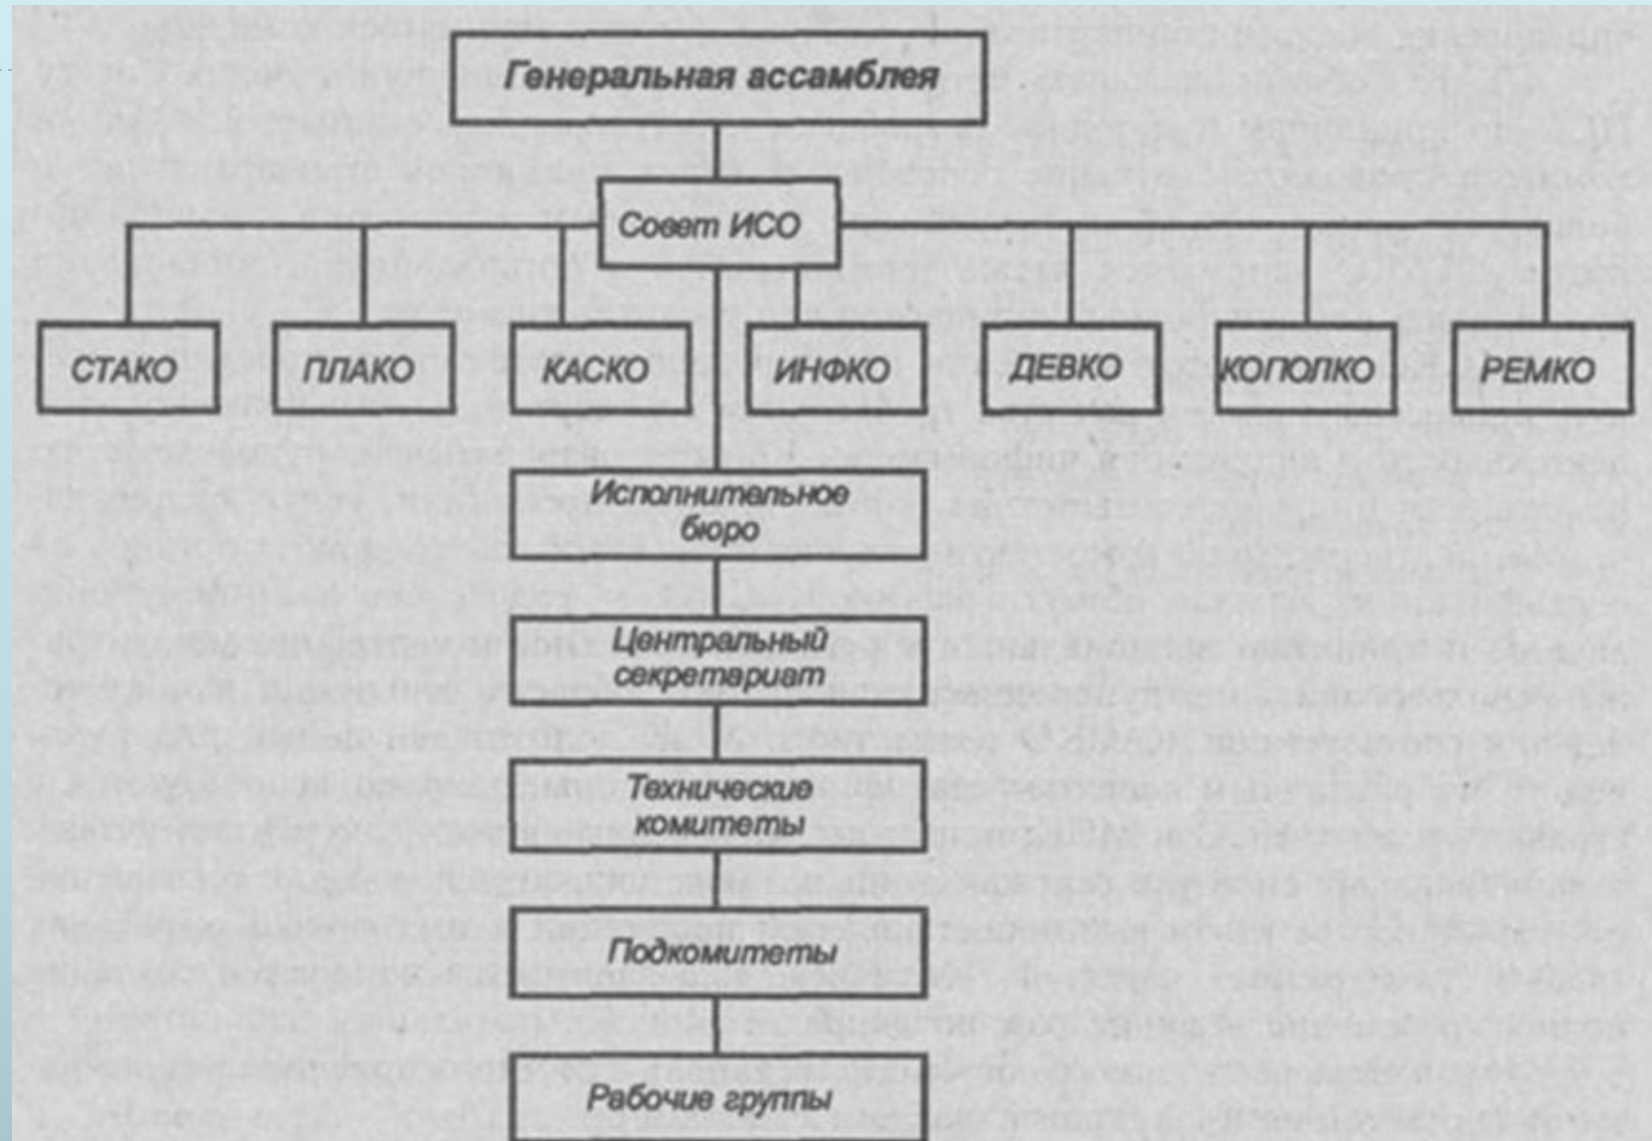 Генеральная ассамблея
Совет ИСО
СТАКО
ПЛАКО
КАСКО
ИНФКО
ДЕВКО
КОПОЛКО
РЕМКО
Исполнительное
бюро
Центральный
секретариат
Технические
комитеты
Подкомитеты
Рабочие группы